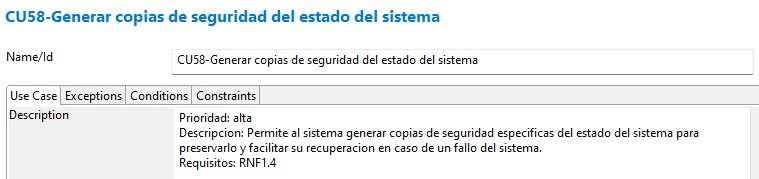 CU58-Generar copias de seguridad del estado del sistema
Name/Id
CU58-Generar copias de seguridad del estado del sistema
Use Case
Exceptions
Conditions
Constraints
Description
Prioridad: alta
Descripcion: Permite al sistema generar copias de seguridad especificas del estado del sistema para
preservarlo y facilitar su recuperacion en caso de un fallo del sistema.
Requisitos: RNF1.4